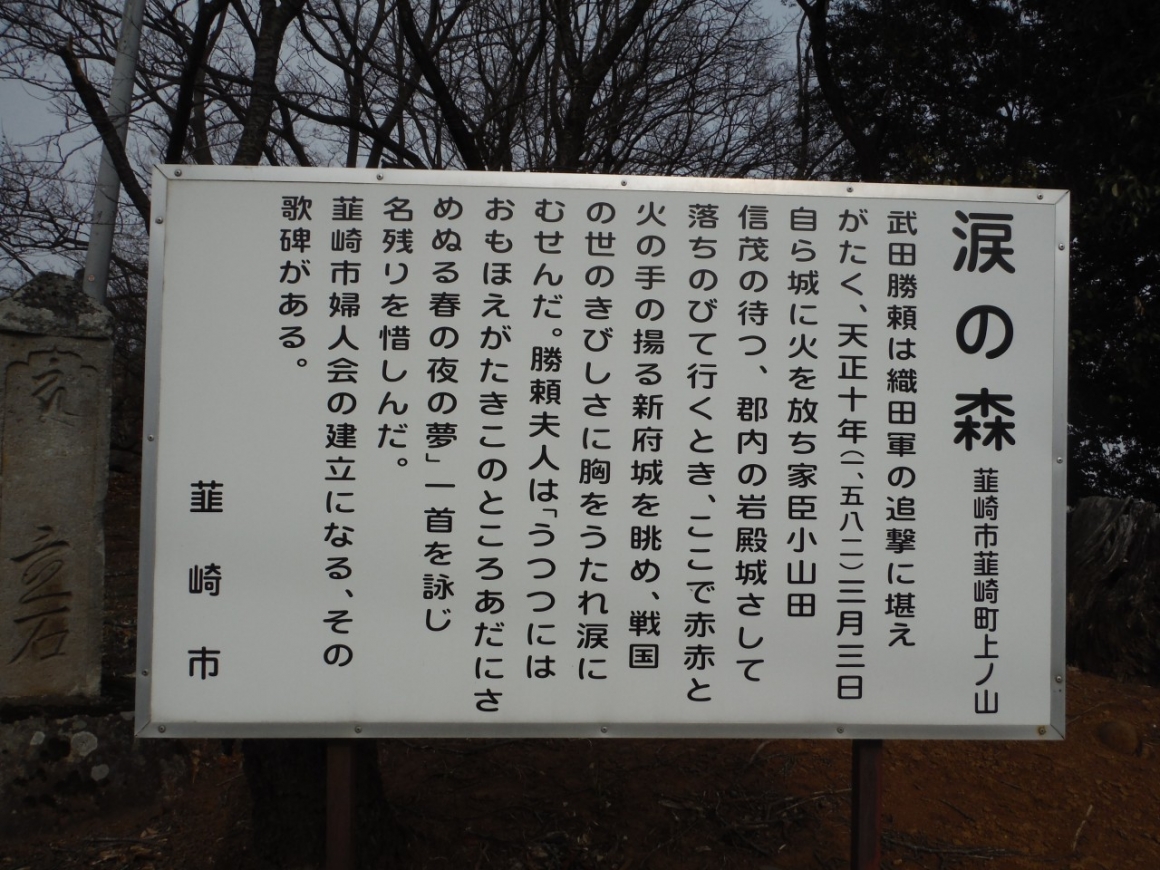 涙の森 韮崎市韮崎町上ノ山
武田勝頼は織田軍の追撃に堪え
がたく、天正十年(一、五八二)三月三日
自ら城に火を放ち家臣小山田
信茂の待つ、郡内の岩殿城さして
落ちのびて行くとき、ここで赤赤と
火の手の揚る新府城を眺め、戦国
の世のきびしさに胸をうたれ涙に
むせんだ。勝頼夫人は「うつつには
おもほえがたきこのところあだにさ
めぬる春の夜の夢」一首を詠じ
名残りを惜しんだ。
韮崎市婦人会の建立になる、その
歌碑がある。
韮崎市
立石